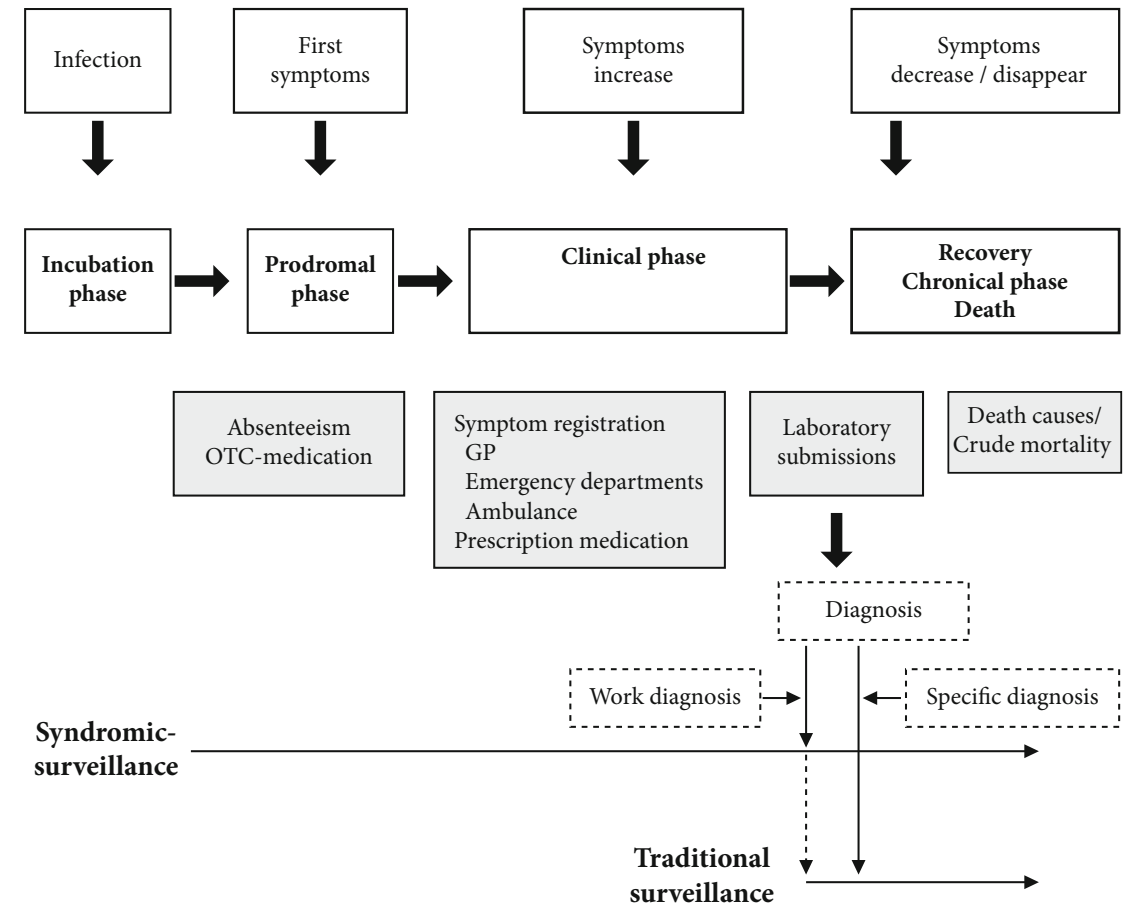 Infection
First
symptoms
Symptoms
increase
Symptoms
decrease / disappear
Incubation
phase
Prodromal
phase
Clinical phase
Recovery
Chronical phase
Death
Absenteeism
OTC-medication
Symptom registration
GP
Emergency departments
Ambulance
Prescription medication
Laboratory
submissions
Death causes/
Crude mortality
Diagnosis
Work diagnosis
Specific diagnosis
Syndromic-
surveillance
Traditional
surveillance